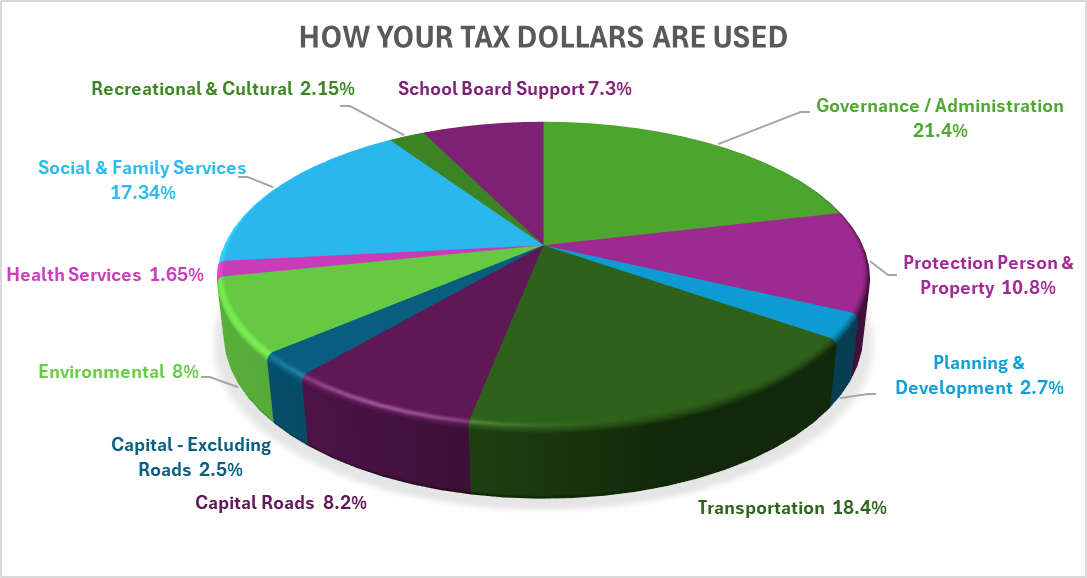 HOW YOUR TAX DOLLARS ARE USED
Recreational & Cultural 2.15%
School Board Support 7.3%
Governance / Administration
21.4%
Social & Family Services
17.34%
Protection Person &
Property 10.8%
Health Services 1.65%
Planning &
Development 2.7%
Environmental 8%
Capital - Excluding
Roads 2.5%
Capital Roads 8.2%
Transportation 18.4%